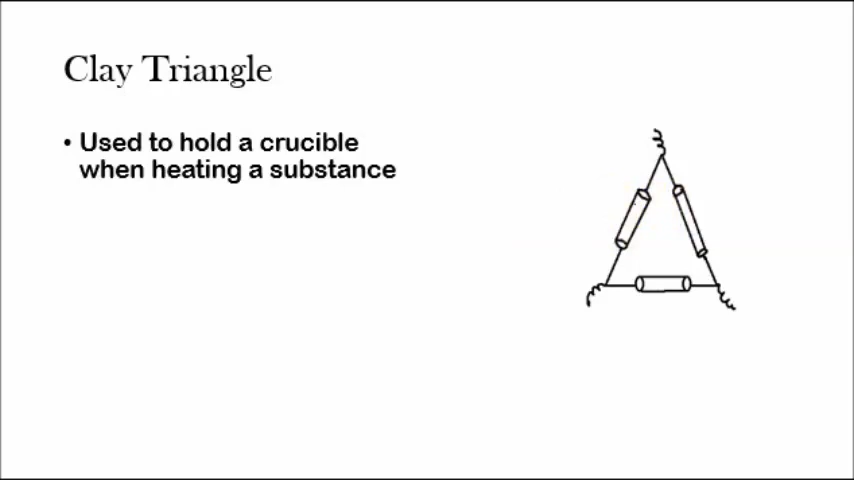 Clay Triangle
• Used to hold a crucible
when heating a substance